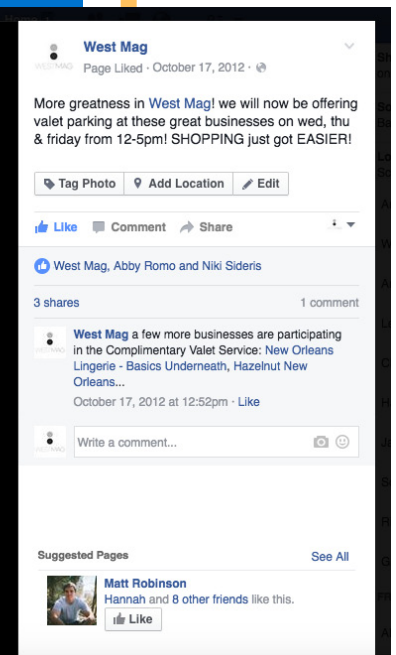 West Mag
Page Liked · October 17, 2012 ·
More greatness in West Mag! we will now be offering
valet parking at these great businesses on wed, thu
& friday from 12-5pm! SHOPPING just got EASIER!
Tag Photo Add Location Edit
Like Comment Share
West Mag, Abby Romo and Niki Sideris
3 shares 1 comment
West Mag a few more businesses are participating
in the Complimentary Valet Service: New Orleans
Lingerie - Basics Underneath, Hazelnut New
Orleans...
October 17, 2012 at 12:52pm · Like
Write a comment...
Suggested Pages See All
Matt Robinson
Hannah and 8 other friends like this.
Like